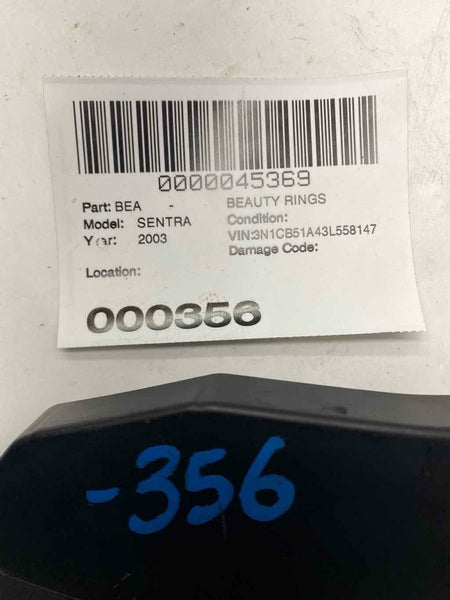 0000045369
Part: BEA - BEAUTY RINGS
Model: SENTRA Condition:
Year: 2003 VIN:3N1CB51A43L558147
Damage Code:
Location:
000356
-356